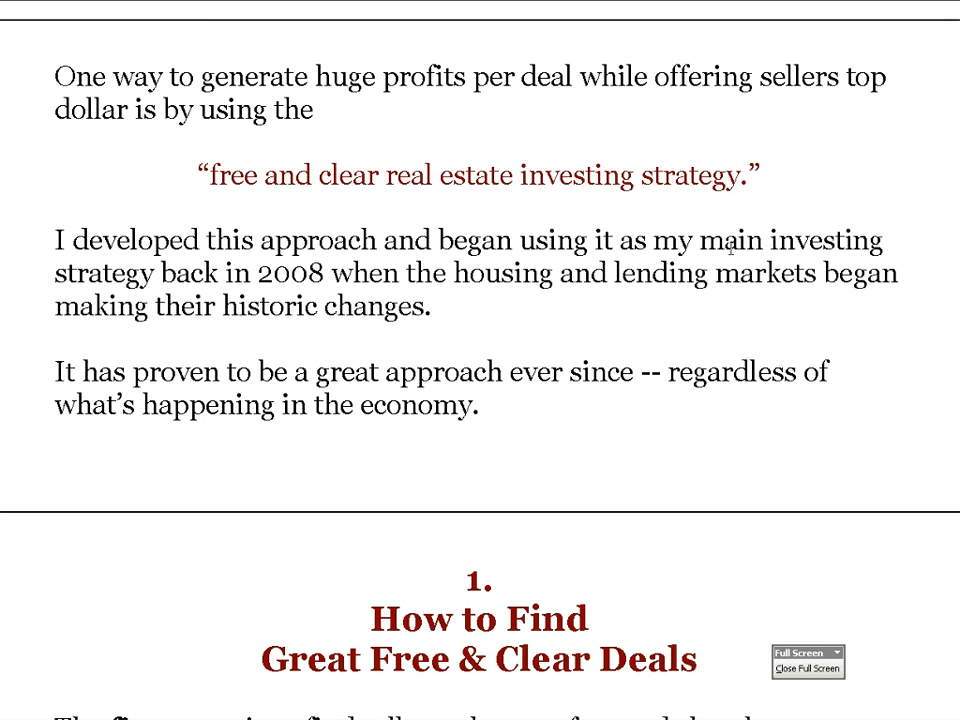 One way to generate huge profits per deal while offering sellers top
dollar is by using the
“free and clear real estate investing strategy.”
I developed this approach and began using it as my main investing
strategy back in 2008 when the housing and lending markets began
making their historic changes.
It has proven to be a great approach ever since -- regardless of
what’s happening in the economy.
1.
How to Find
Great Free & Clear Deals
Full Screen
Close Full Screen